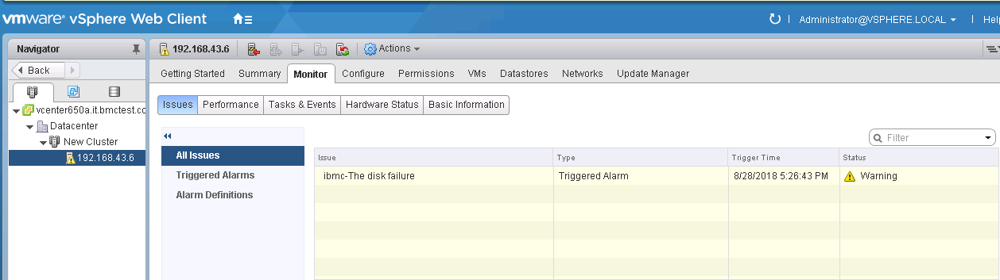 vmware® vSphere Web Client
Administrator@VSPHERE.LOCAL
Help
Navigator
Back
vcenter650a.it.bmctest.co
Datacenter
New Cluster
192.168.43.6
192.168.43.6
Actions
Getting Started Summary Monitor Configure Permissions VMs Datastores Networks Update Manager
Issues Performance Tasks & Events Hardware Status Basic Information
All Issues
Triggered Alarms
Alarm Definitions
Filter
Issue Type Trigger Time Status
ibmc-The disk failure Triggered Alarm 8/28/2018 5:26:43 PM Warning